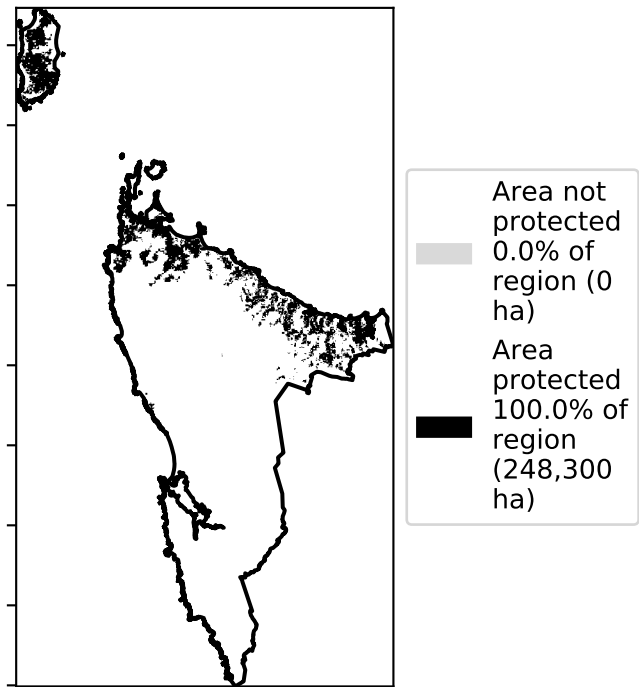 Area not
protected
0.0% of
region (0
ha)
Area
protected
100.0% of
region
(248,300
ha)